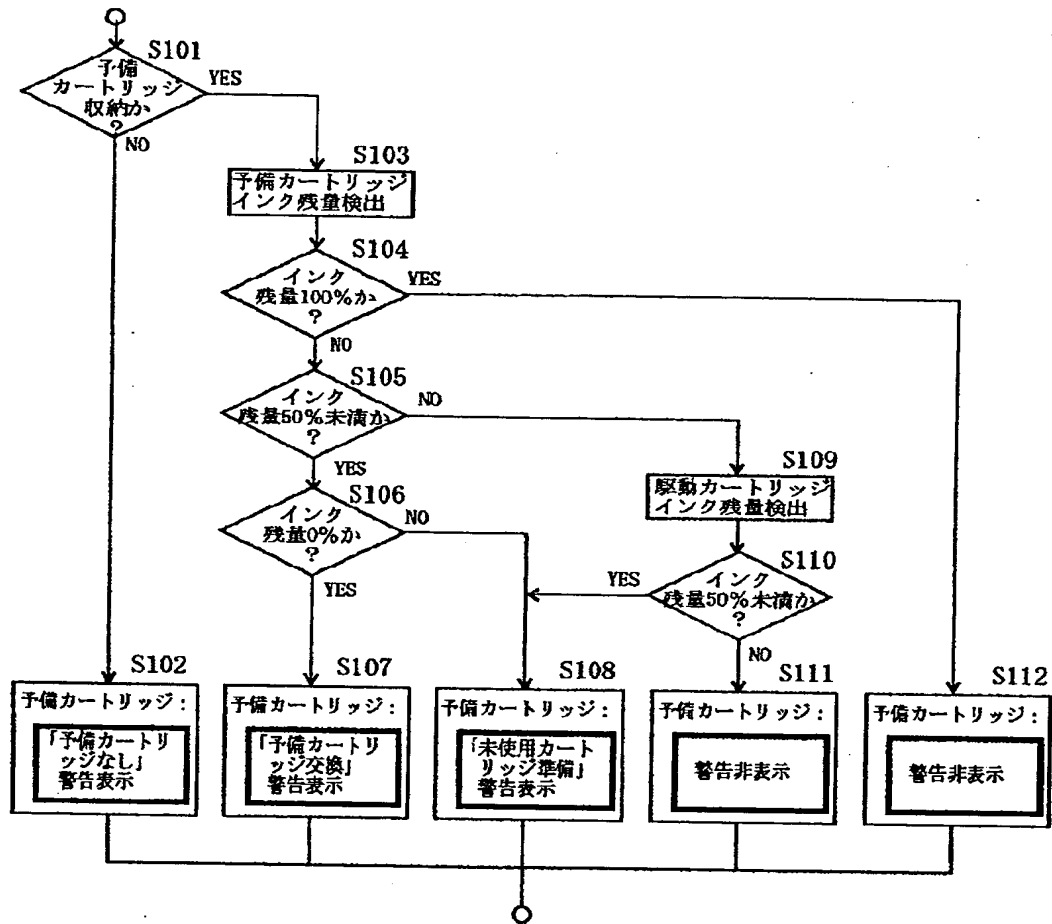 S101
予備
カートリッジ
収納か
?
YES
NO
S103
予備カートリッジ
インク残量検出
S104
インク
残量100%か
?
YES
NO
S105
インク
残量50%未満か
?
NO
YES
S109
駆動カートリッジ
インク残量検出
S106
インク
残量0%か
?
NO
YES
S110
インク
残量50%未満か
?
YES
NO
S102
予備カートリッジ:
「予備カートリ
ッジなし」
警告表示
S107
予備カートリッジ:
「予備カートリ
ッジ交換」
警告表示
S108
予備カートリッジ:
「未使用カート
リッジ準備」
警告表示
S111
予備カートリッジ:
警告非表示
S112
予備カートリッジ:
警告非表示